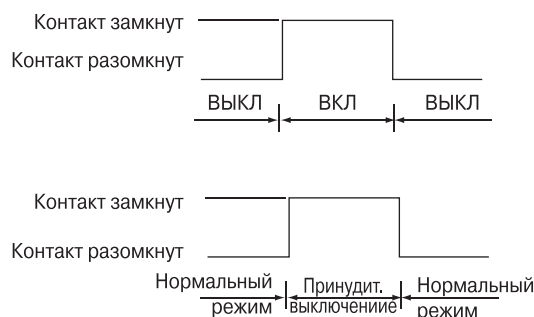 Контакт замкнут
Контакт разомкнут
ВЫКЛ ВКЛ ВЫКЛ
Контакт замкнут
Контакт разомкнут
Нормальный режим
Принудит. выключениие
Нормальный режим